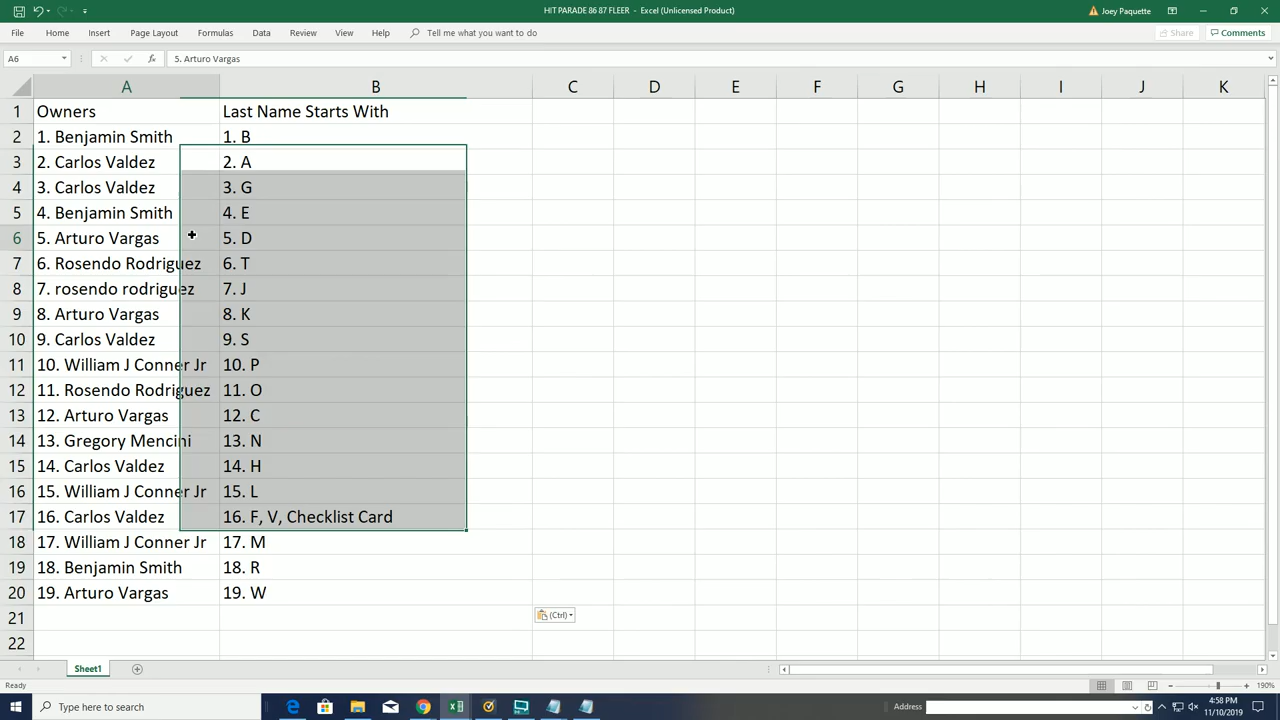 HIT PARADE 86 87 FLEER - Excel (Unlicensed Product)
Joey Paquette
File Home Insert Page Layout Formulas Data Review View Help Tell me what you want to do
Share Comments
A6 fx 5. Arturo Vargas
A B C D E F G H I J K
1 Owners Last Name Starts With
2 1. Benjamin Smith 1. B
3 2. Carlos Valdez 2. A
4 3. Carlos Valdez 3. G
5 4. Benjamin Smith 4. E
6 5. Arturo Vargas 5. D
7 6. Rosendo Rodriguez 6. T
8 7. rosendo rodriguez 7. J
9 8. Arturo Vargas 8. K
10 9. Carlos Valdez 9. S
11 10. William J Conner Jr 10. P
12 11. Rosendo Rodriguez 11. O
13 12. Arturo Vargas 12. C
14 13. Gregory Mencini 13. N
15 14. Carlos Valdez 14. H
16 15. William J Conner Jr 15. L
17 16. Carlos Valdez 16. F, V, Checklist Card
18 17. William J Conner Jr 17. M
19 18. Benjamin Smith 18. R
20 19. Arturo Vargas 19. W
21 (Ctrl)
22
Sheet1
Ready 190%
Type here to search Address 4:58 PM
11/10/2019